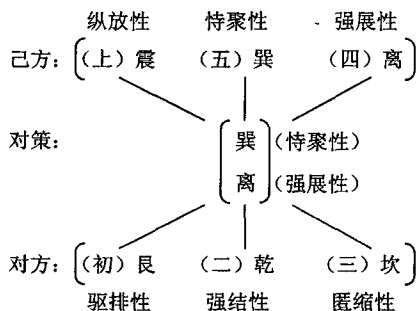 纵放性 恃聚性 强展性
己方：（上）震 （五）巽 （四）离
对策： 巽（恃聚性）
离（强展性）
对方：（初）艮 （二）乾 （三）坎
驱排性 强结性 匿缩性